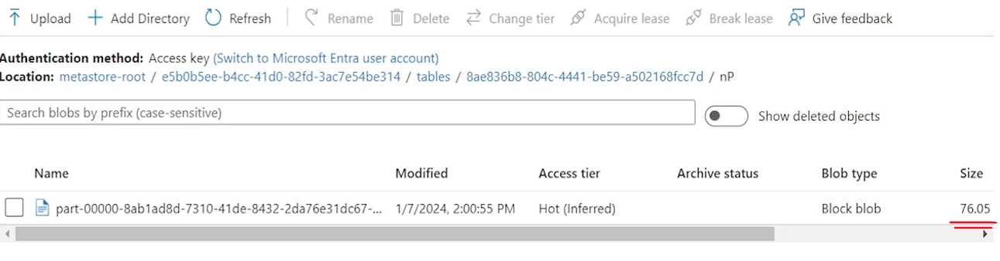 Upload Add Directory Refresh Rename Delete Change tier Acquire lease Break lease Give feedback
Authentication method: Access key (Switch to Microsoft Entra user account)
Location: metastore-root / e5b0b5ee-b4cc-41d0-82fd-3ac7e54be314 / tables / 8ae836b8-804c-4441-be59-a502168fcc7d / nP
Search blobs by prefix (case-sensitive) Show deleted objects
Name Modified Access tier Archive status Blob type Size
part-00000-8ab1ad8d-7310-41de-8432-2da76e31dc67-... 1/7/2024, 2:00:55 PM Hot (Inferred) Block blob 76.05